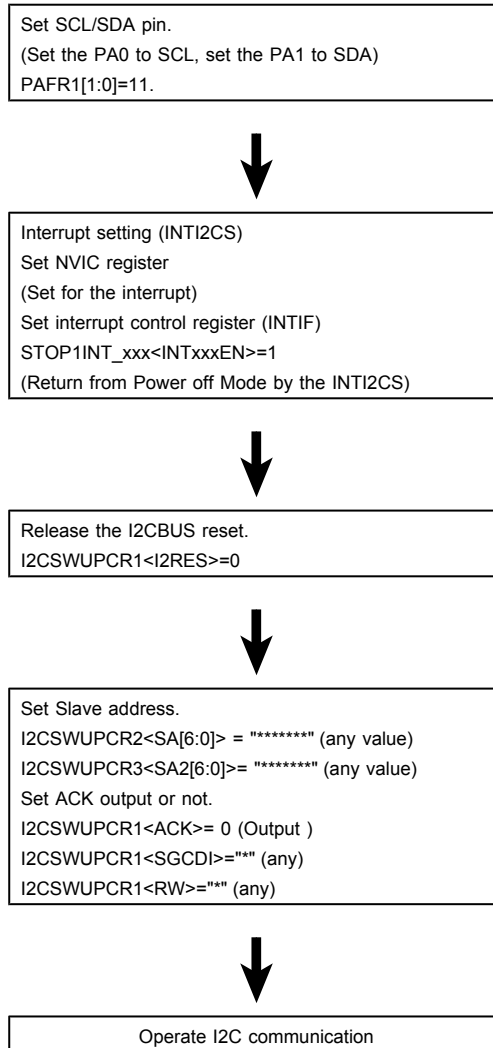 Set SCL/SDA pin.
(Set the PA0 to SCL, set the PA1 to SDA)
PAFR1[1:0]=11.
Interrupt setting (INTI2CS)
Set NVIC register
(Set for the interrupt)
Set interrupt control register (INTIF)
STOP1INT_xxx<INTxxxEN>=1
(Return from Power off Mode by the INTI2CS)
Release the I2CBUS reset.
I2CSWUPCR1<I2RES>=0
Set Slave address.
I2CSWUPCR2<SA[6:0]> = "*******" (any value)
I2CSWUPCR3<SA2[6:0]>= "*******" (any value)
Set ACK output or not.
I2CSWUPCR1<ACK>= 0 (Output )
I2CSWUPCR1<SGCDI>="*" (any)
I2CSWUPCR1<RW>="*" (any)
Operate I2C communication